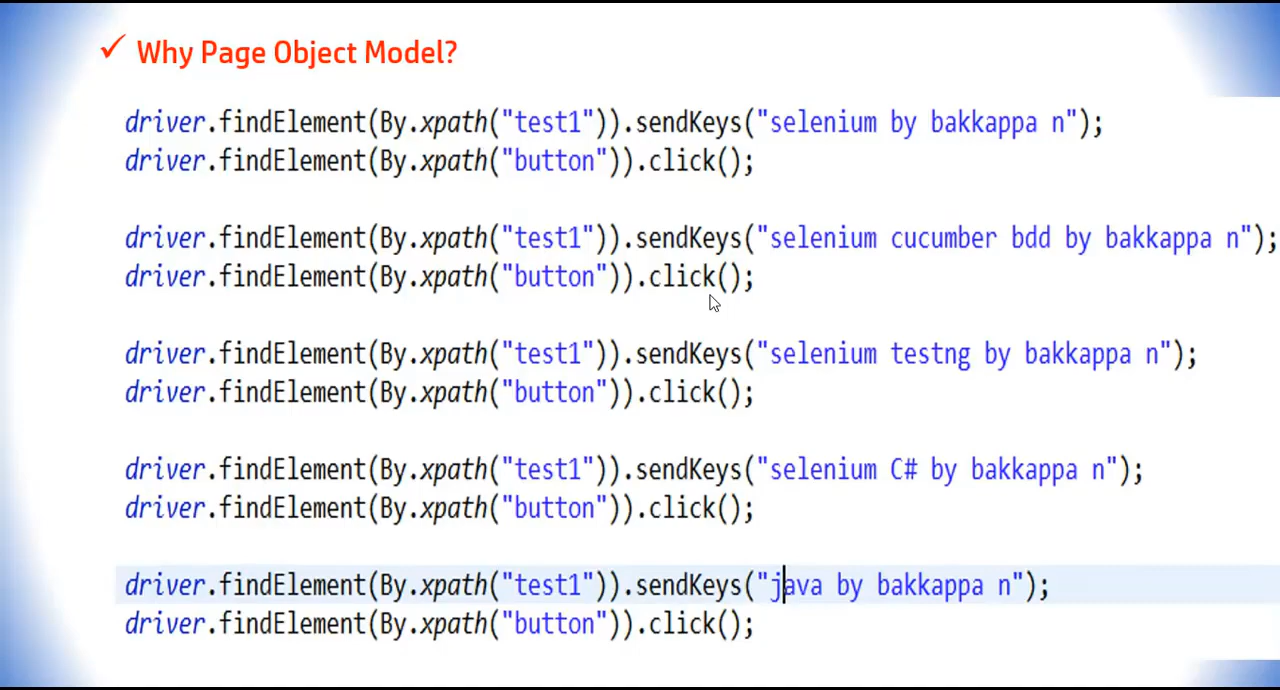 ✓ Why Page Object Model?
driver.findElement(By.xpath("test1")).sendKeys("selenium by bakkappa n");
driver.findElement(By.xpath("button")).click();
driver.findElement(By.xpath("test1")).sendKeys("selenium cucumber bdd by bakkappa n");
driver.findElement(By.xpath("button")).click();
driver.findElement(By.xpath("test1")).sendKeys("selenium testng by bakkappa n");
driver.findElement(By.xpath("button")).click();
driver.findElement(By.xpath("test1")).sendKeys("selenium C# by bakkappa n");
driver.findElement(By.xpath("button")).click();
driver.findElement(By.xpath("test1")).sendKeys("java by bakkappa n");
driver.findElement(By.xpath("button")).click();